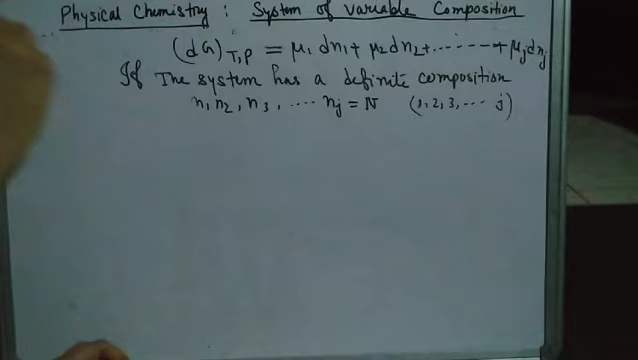 Physical Chemistry : System of Variable Composition
(dG)T,P = μ1 dn1 + μ2 dn2 + ....... + μj dnj
If The system has a definite composition
n1, n2, n3, .... nj = N (1, 2, 3, ... j)